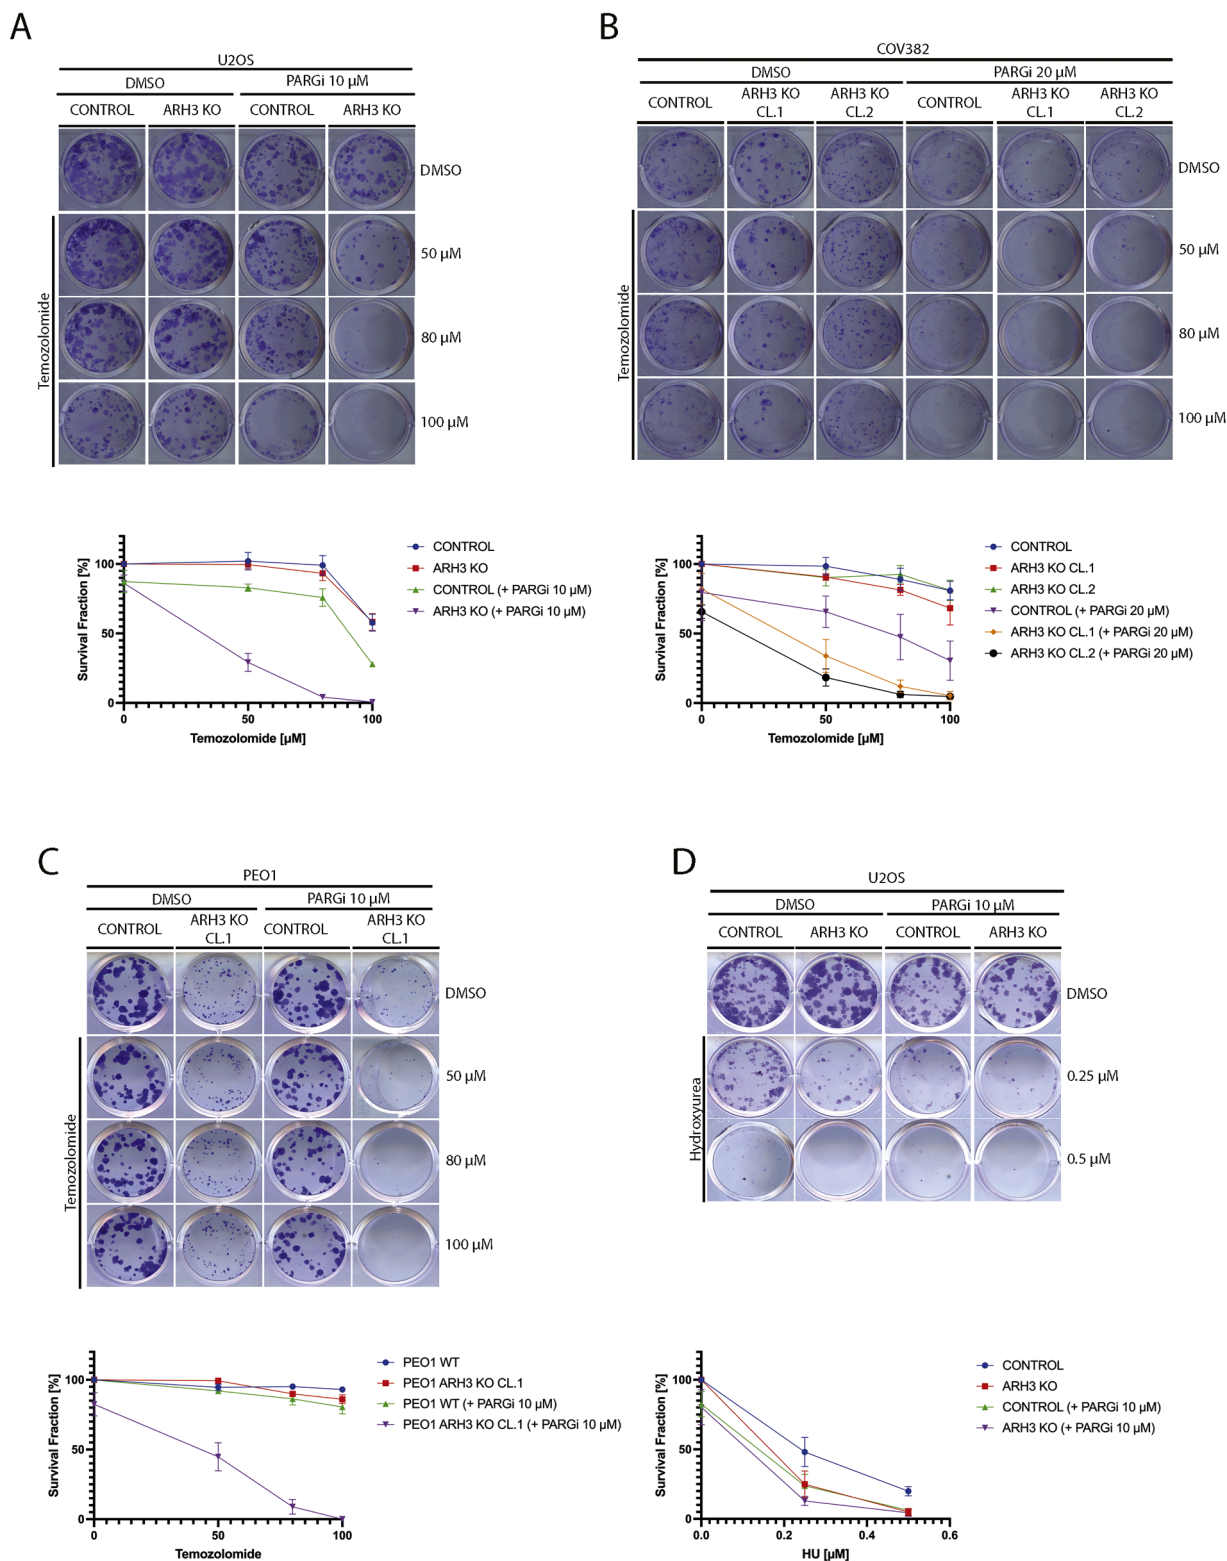 A
U2OS
DMSO
PARGi 10 µM
CONTROL
ARH3 KO
CONTROL
ARH3 KO
DMSO
50 µM
80 µM
100 µM
Temozolomide
Survival Fraction [%]
100
50
0
0
50
100
Temozolomide [µM]
CONTROL
ARH3 KO
CONTROL (+ PARGi 10 µM)
ARH3 KO (+ PARGi 10 µM)
B
COV382
DMSO
PARGi 20 µM
CONTROL
ARH3 KO
CL.1
ARH3 KO
CL.2
CONTROL
ARH3 KO
CL.1
ARH3 KO
CL.2
DMSO
50 µM
80 µM
100 µM
Temozolomide
Survival Fraction [%]
100
50
0
0
50
100
Temozolomide [µM]
CONTROL
ARH3 KO CL.1
ARH3 KO CL.2
CONTROL (+ PARGi 20 µM)
ARH3 KO CL.1 (+ PARGi 20 µM)
ARH3 KO CL.2 (+ PARGi 20 µM)
C
PEO1
DMSO
PARGi 10 µM
CONTROL
ARH3 KO
CL.1
CONTROL
ARH3 KO
CL.1
DMSO
50 µM
80 µM
100 µM
Temozolomide
Survival Fraction [%]
100
50
0
0
50
100
Temozolomide
PEO1 WT
PEO1 ARH3 KO CL.1
PEO1 WT (+ PARGi 10 µM)
PEO1 ARH3 KO CL.1 (+ PARGi 10 µM)
D
U2OS
DMSO
PARGi 10 µM
CONTROL
ARH3 KO
CONTROL
ARH3 KO
DMSO
0.25 µM
0.5 µM
Hydroxyurea
Survival Fraction [%]
100
50
0
0.0
0.2
0.4
0.6
HU [µM]
CONTROL
ARH3 KO
CONTROL (+ PARGi 10 µM)
ARH3 KO (+ PARGi 10 µM)